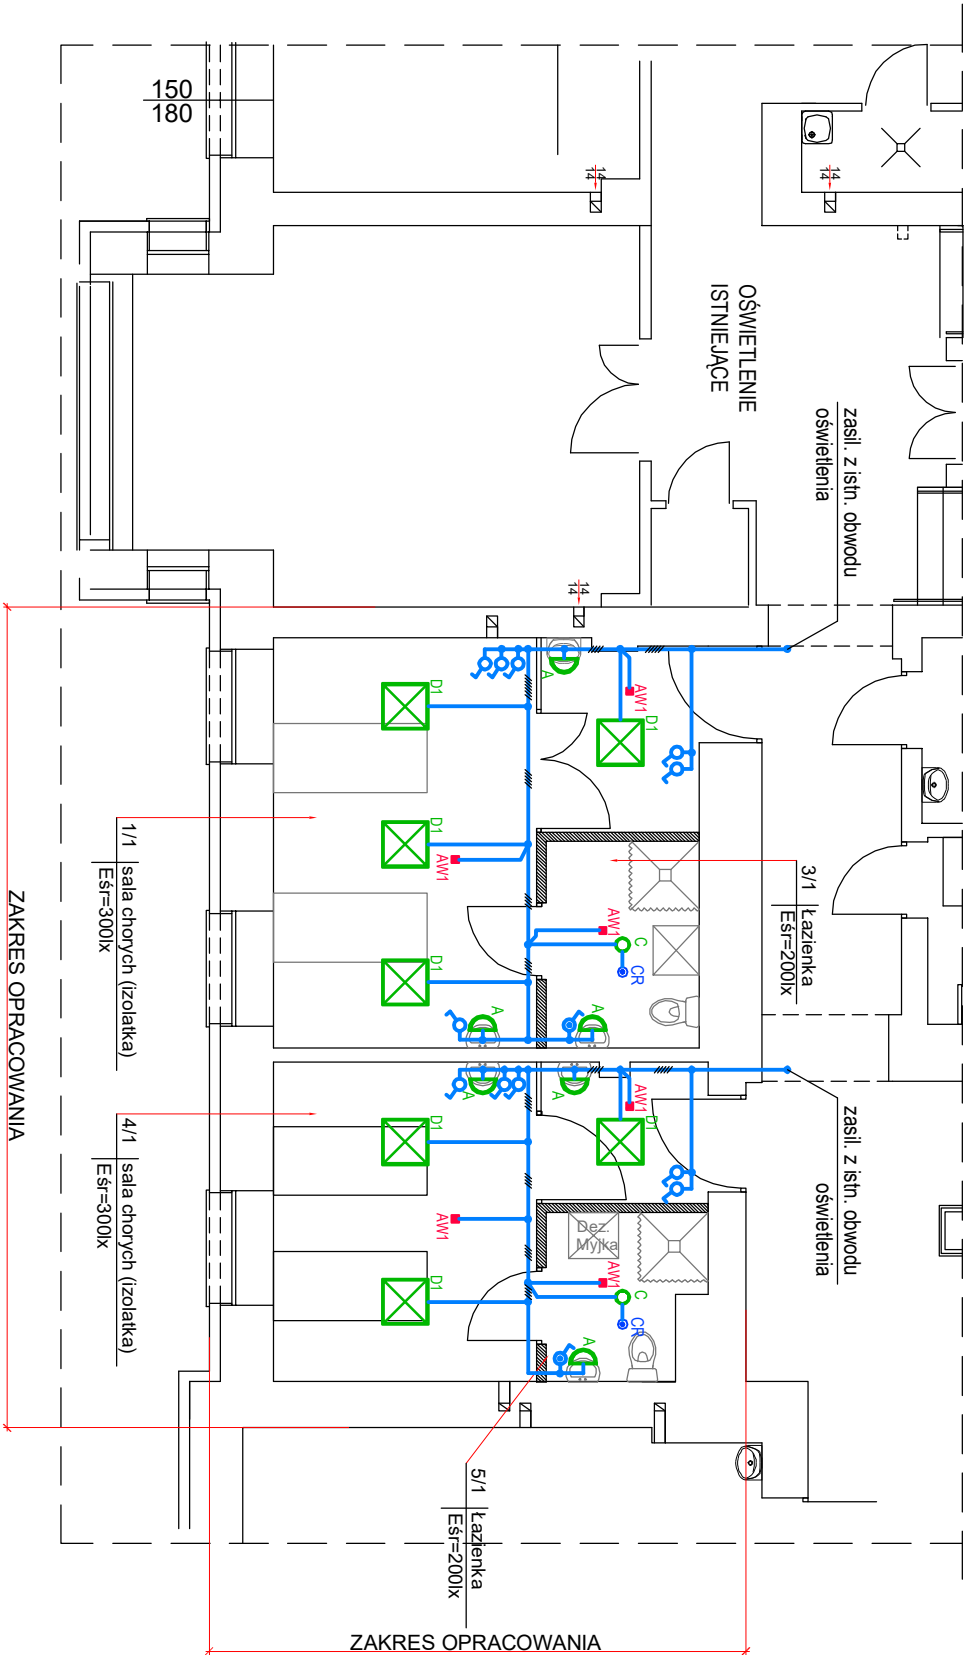 150
180
14
14
14
14
OŚWIETLENIE
ISTNIEJĄCE
zasil. z istn. obwodu
oświetlenia
14
14
A
AW1
D1
D1
D1
AW1
D1
AW1
C
CR
A
A
3/1
Łazienka
Eśr=200lx
1/1
sala chorych (izolatka)
Eśr=300lx
ZAKRES OPRACOWANIA
A
A
AW1
D1
D1
AW1
D1
Dez.
Myjka
AW1
C
CR
A
zasil. z istn. obwodu
oświetlenia
4/1
sala chorych (izolatka)
Eśr=300lx
5/1
Łazienka
Eśr=200lx
ZAKRES OPRACOWANIA